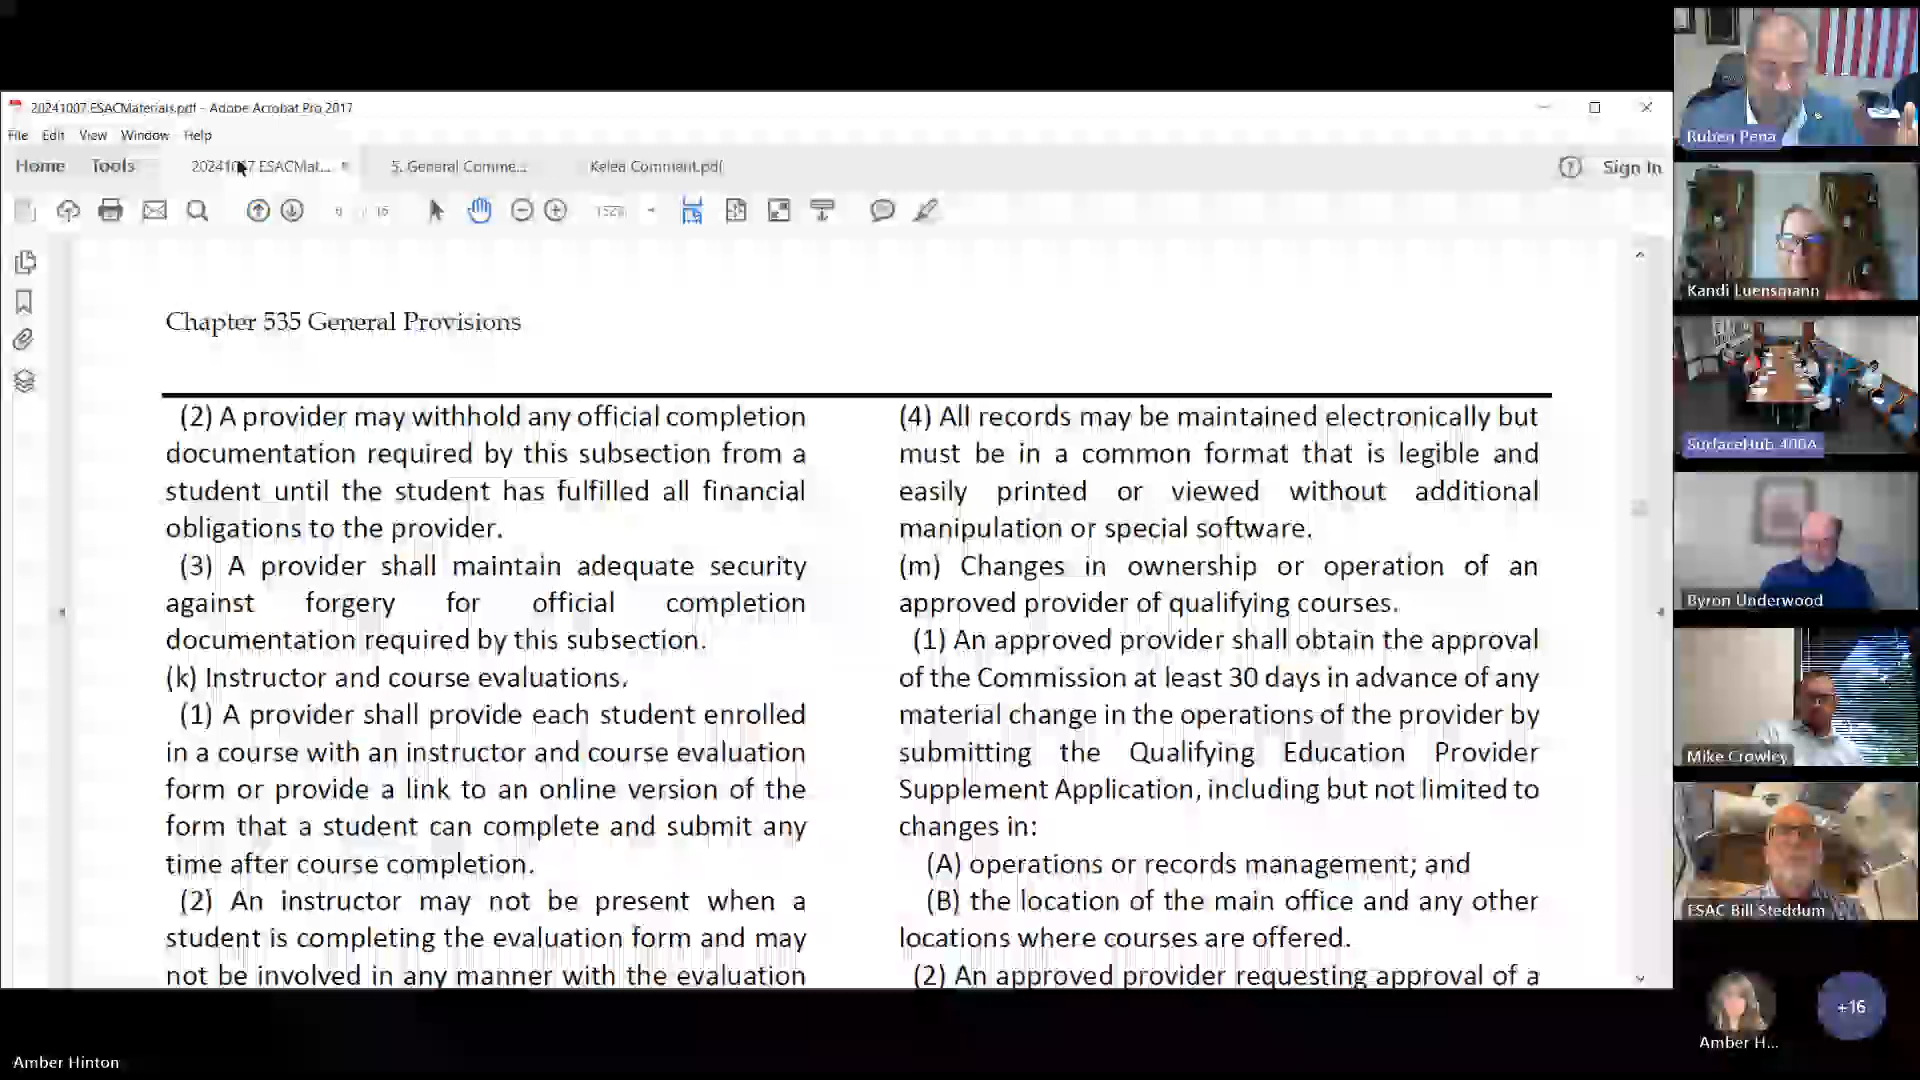 20241007.ESACMaterials.pdf - Adobe Acrobat Pro 2017
File Edit View Window Help
Home Tools 20241007 ESACMat... 5. General Comme... Kelea Comment.pdf Sign In
16 152%
Chapter 535 General Provisions
(2) A provider may withhold any official completion
documentation required by this subsection from a
student until the student has fulfilled all financial
obligations to the provider.
(3) A provider shall maintain adequate security
against forgery for official completion
documentation required by this subsection.
(k) Instructor and course evaluations.
(1) A provider shall provide each student enrolled
in a course with an instructor and course evaluation
form or provide a link to an online version of the
form that a student can complete and submit any
time after course completion.
(2) An instructor may not be present when a
student is completing the evaluation form and may
not be involved in any manner with the evaluation
(4) All records may be maintained electronically but
must be in a common format that is legible and
easily printed or viewed without additional
manipulation or special software.
(m) Changes in ownership or operation of an
approved provider of qualifying courses.
(1) An approved provider shall obtain the approval
of the Commission at least 30 days in advance of any
material change in the operations of the provider by
submitting the Qualifying Education Provider
Supplement Application, including but not limited to
changes in:
(A) operations or records management; and
(B) the location of the main office and any other
locations where courses are offered.
(2) An approved provider requesting approval of a
Ruben Pena
Kandi Luensmann
SurfaceHub 400A
Byron Underwood
Mike Crowley
ESAC Bill Steddum
Amber H...
+16
Amber Hinton